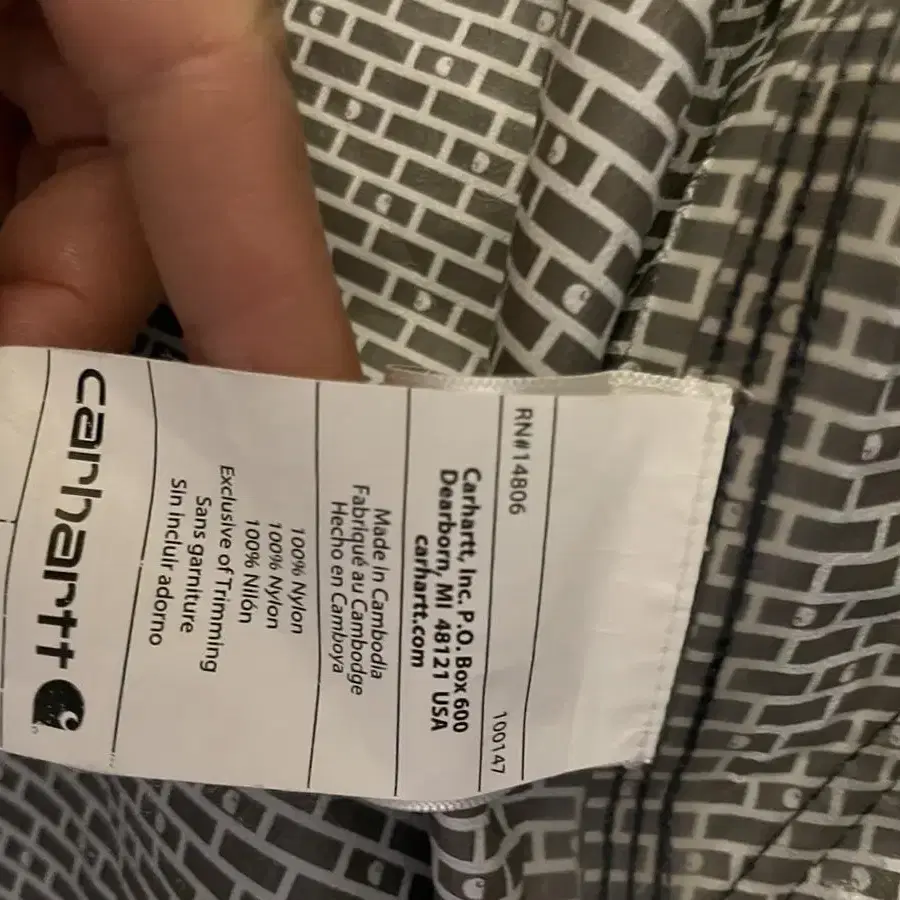 RN#14806 100147
Carhartt, Inc. P.O. Box 600
Dearborn, MI 48121 USA
carhartt.com
Made in Cambodia
Fabriqué au Cambodge
Hecho en Camboya
100% Nylon
100% Nylon
100% Nilón
Exclusive of Trimming
Sans garniture
Sin incluir adorno
carhartt